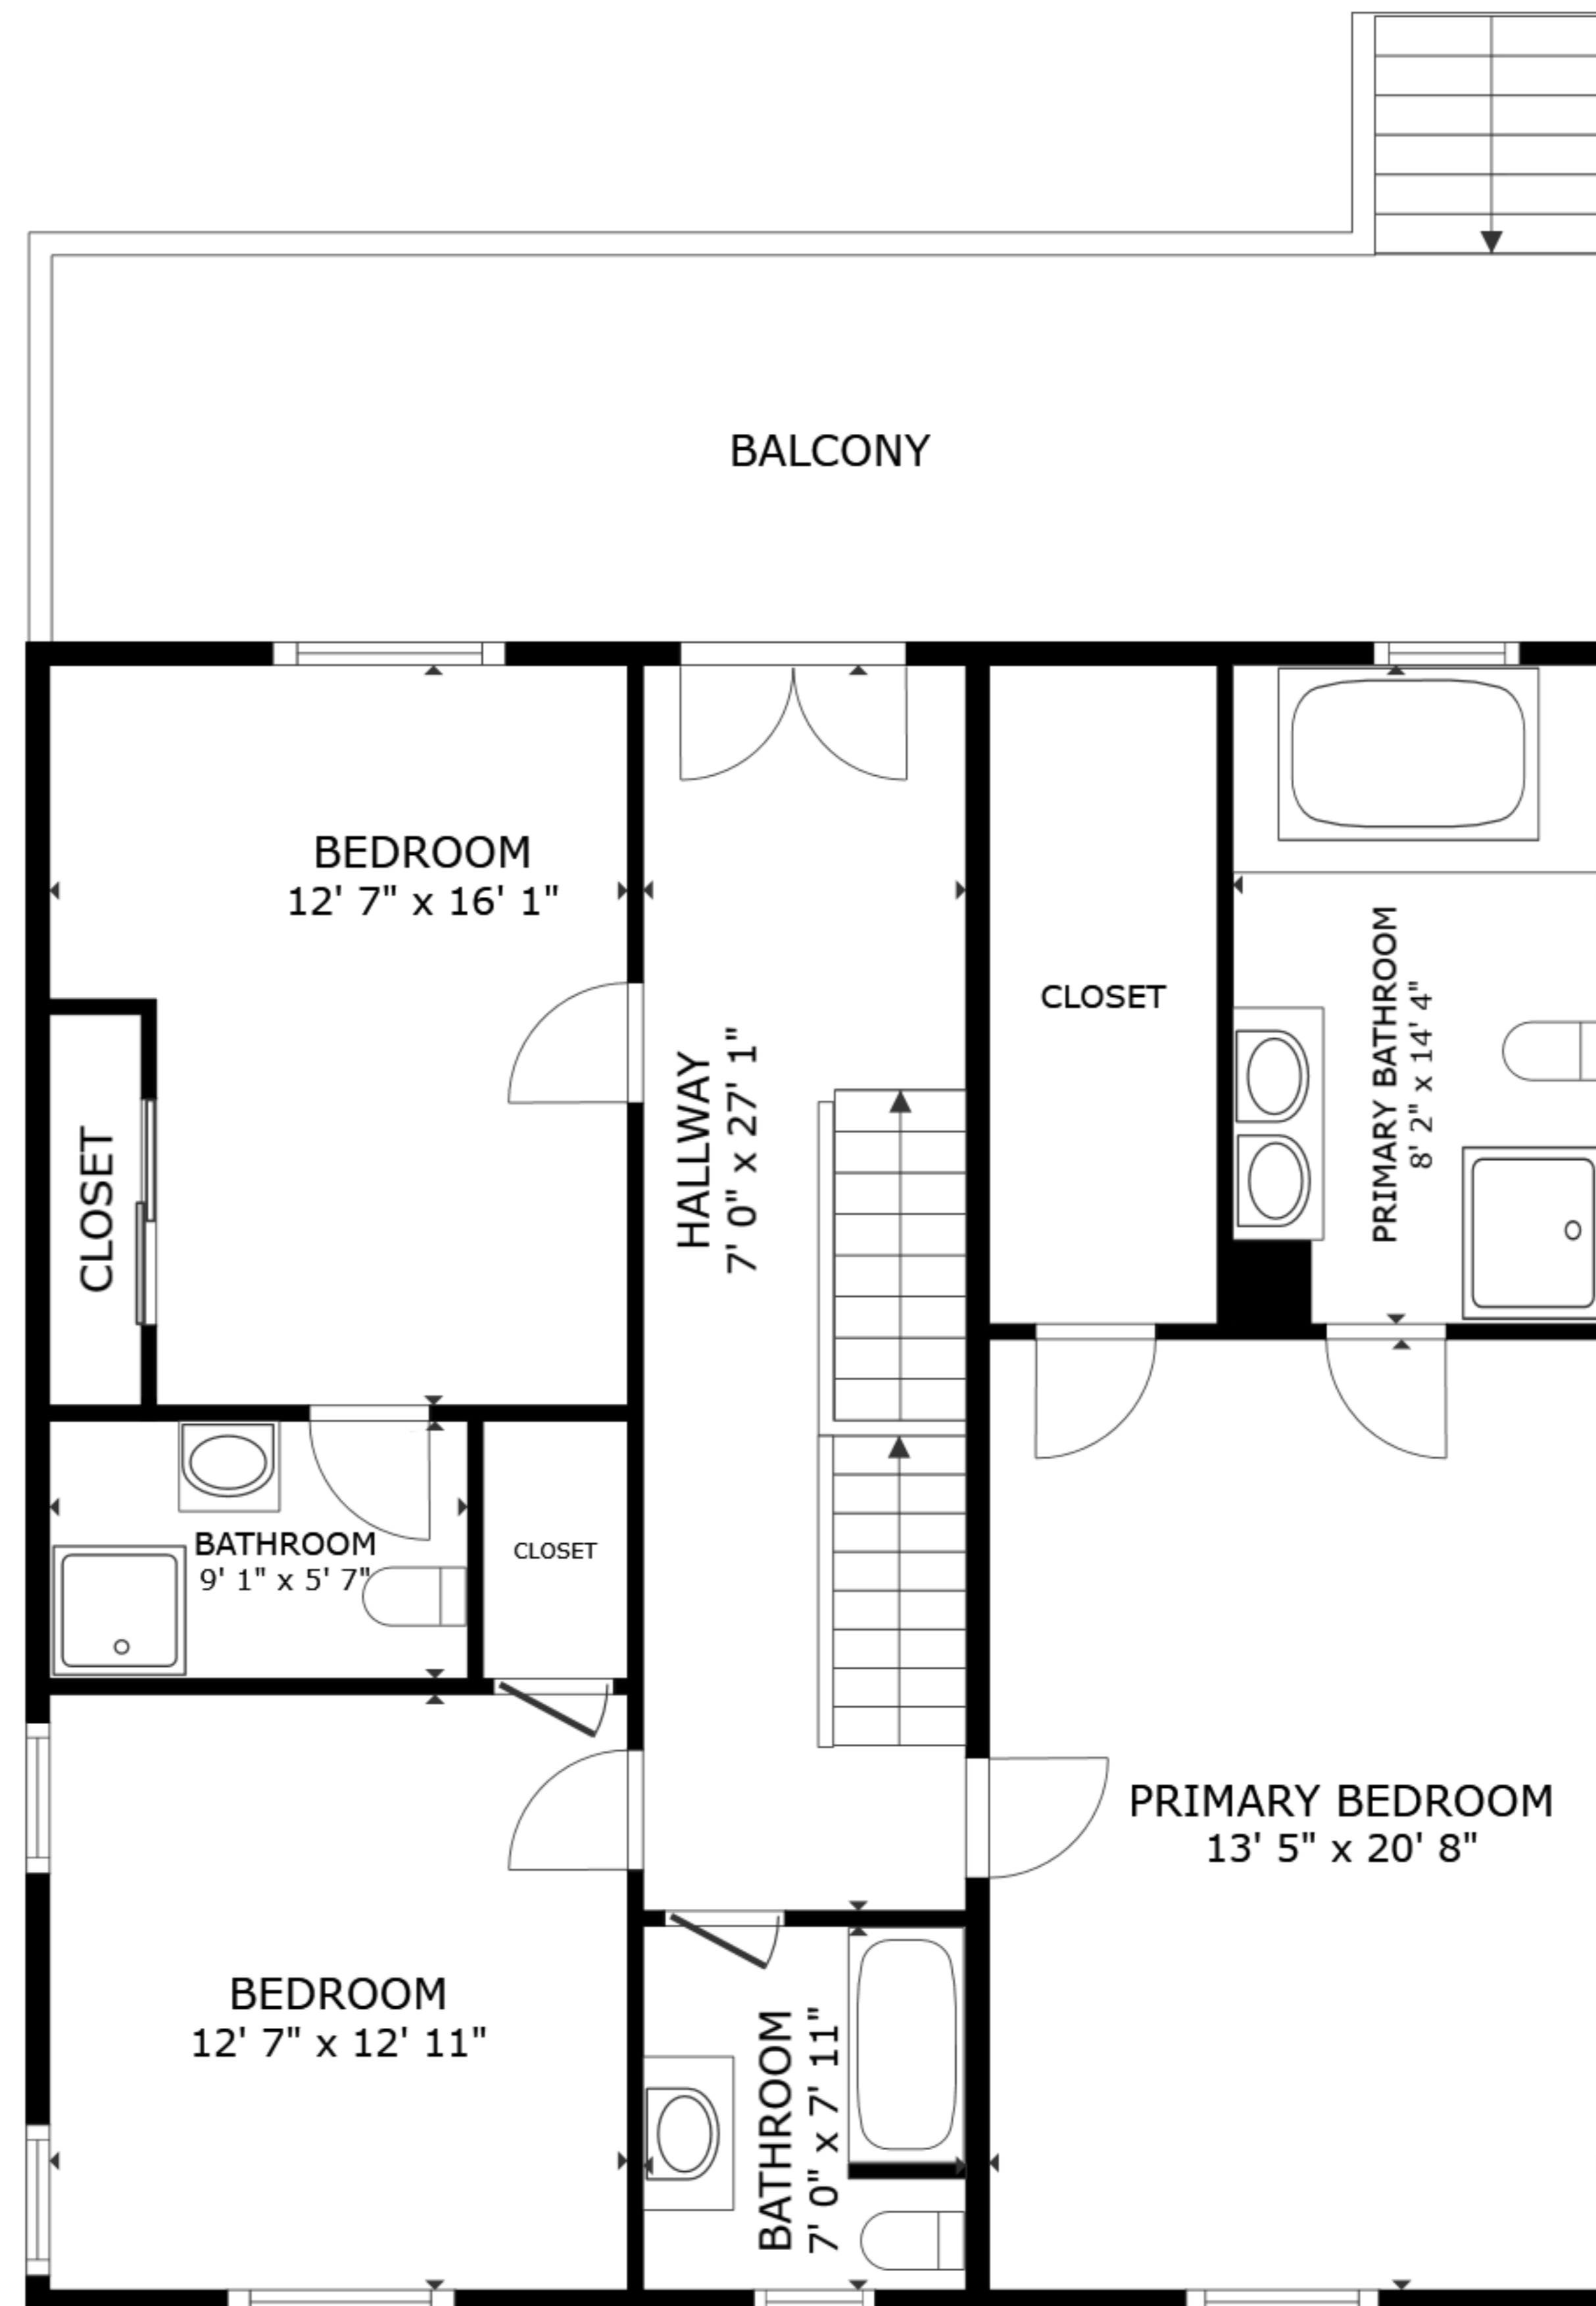 BALCONY
BEDROOM
12' 7" x 16' 1"
HALLWAY
7' 0" x 27' 1"
CLOSET
PRIMARY BATHROOM
8' 2" x 14' 4"
CLOSET
BATHROOM
9' 1" x 5' 7"
CLOSET
PRIMARY BEDROOM
13' 5" x 20' 8"
BEDROOM
12' 7" x 12' 11"
BATHROOM
7' 0" x 7' 11"